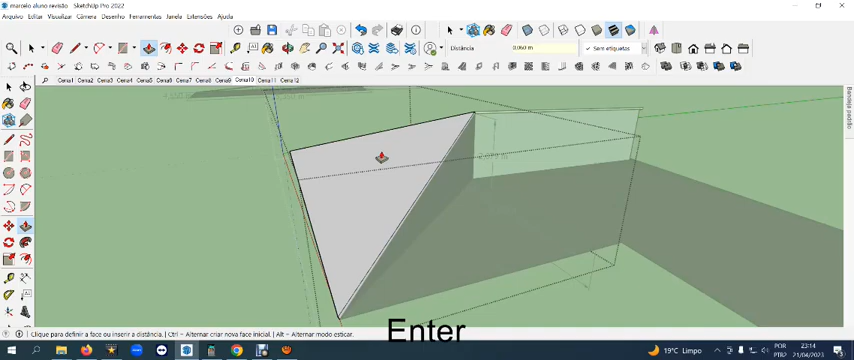 marcelo aluno revisão - SketchUp Pro 2022
Arquivo Editar Visualizar Câmera Desenho Ferramentas Janela Extensões Ajuda
Distância 0.060 m
Sem etiquetas
Cena1 Cena2 Cena3 Cena4 Cena5 Cena7 Cena8 Cena9 Cena10 Cena11 Cena12
Bandeja padrão
Enter
Clique para definir a face ou inserir a distância. | Ctrl = Alternar criar nova face inicial. | Alt = Alternar modo esticar.
19°C Limpo
POR
PTB2
23:14
21/04/2023